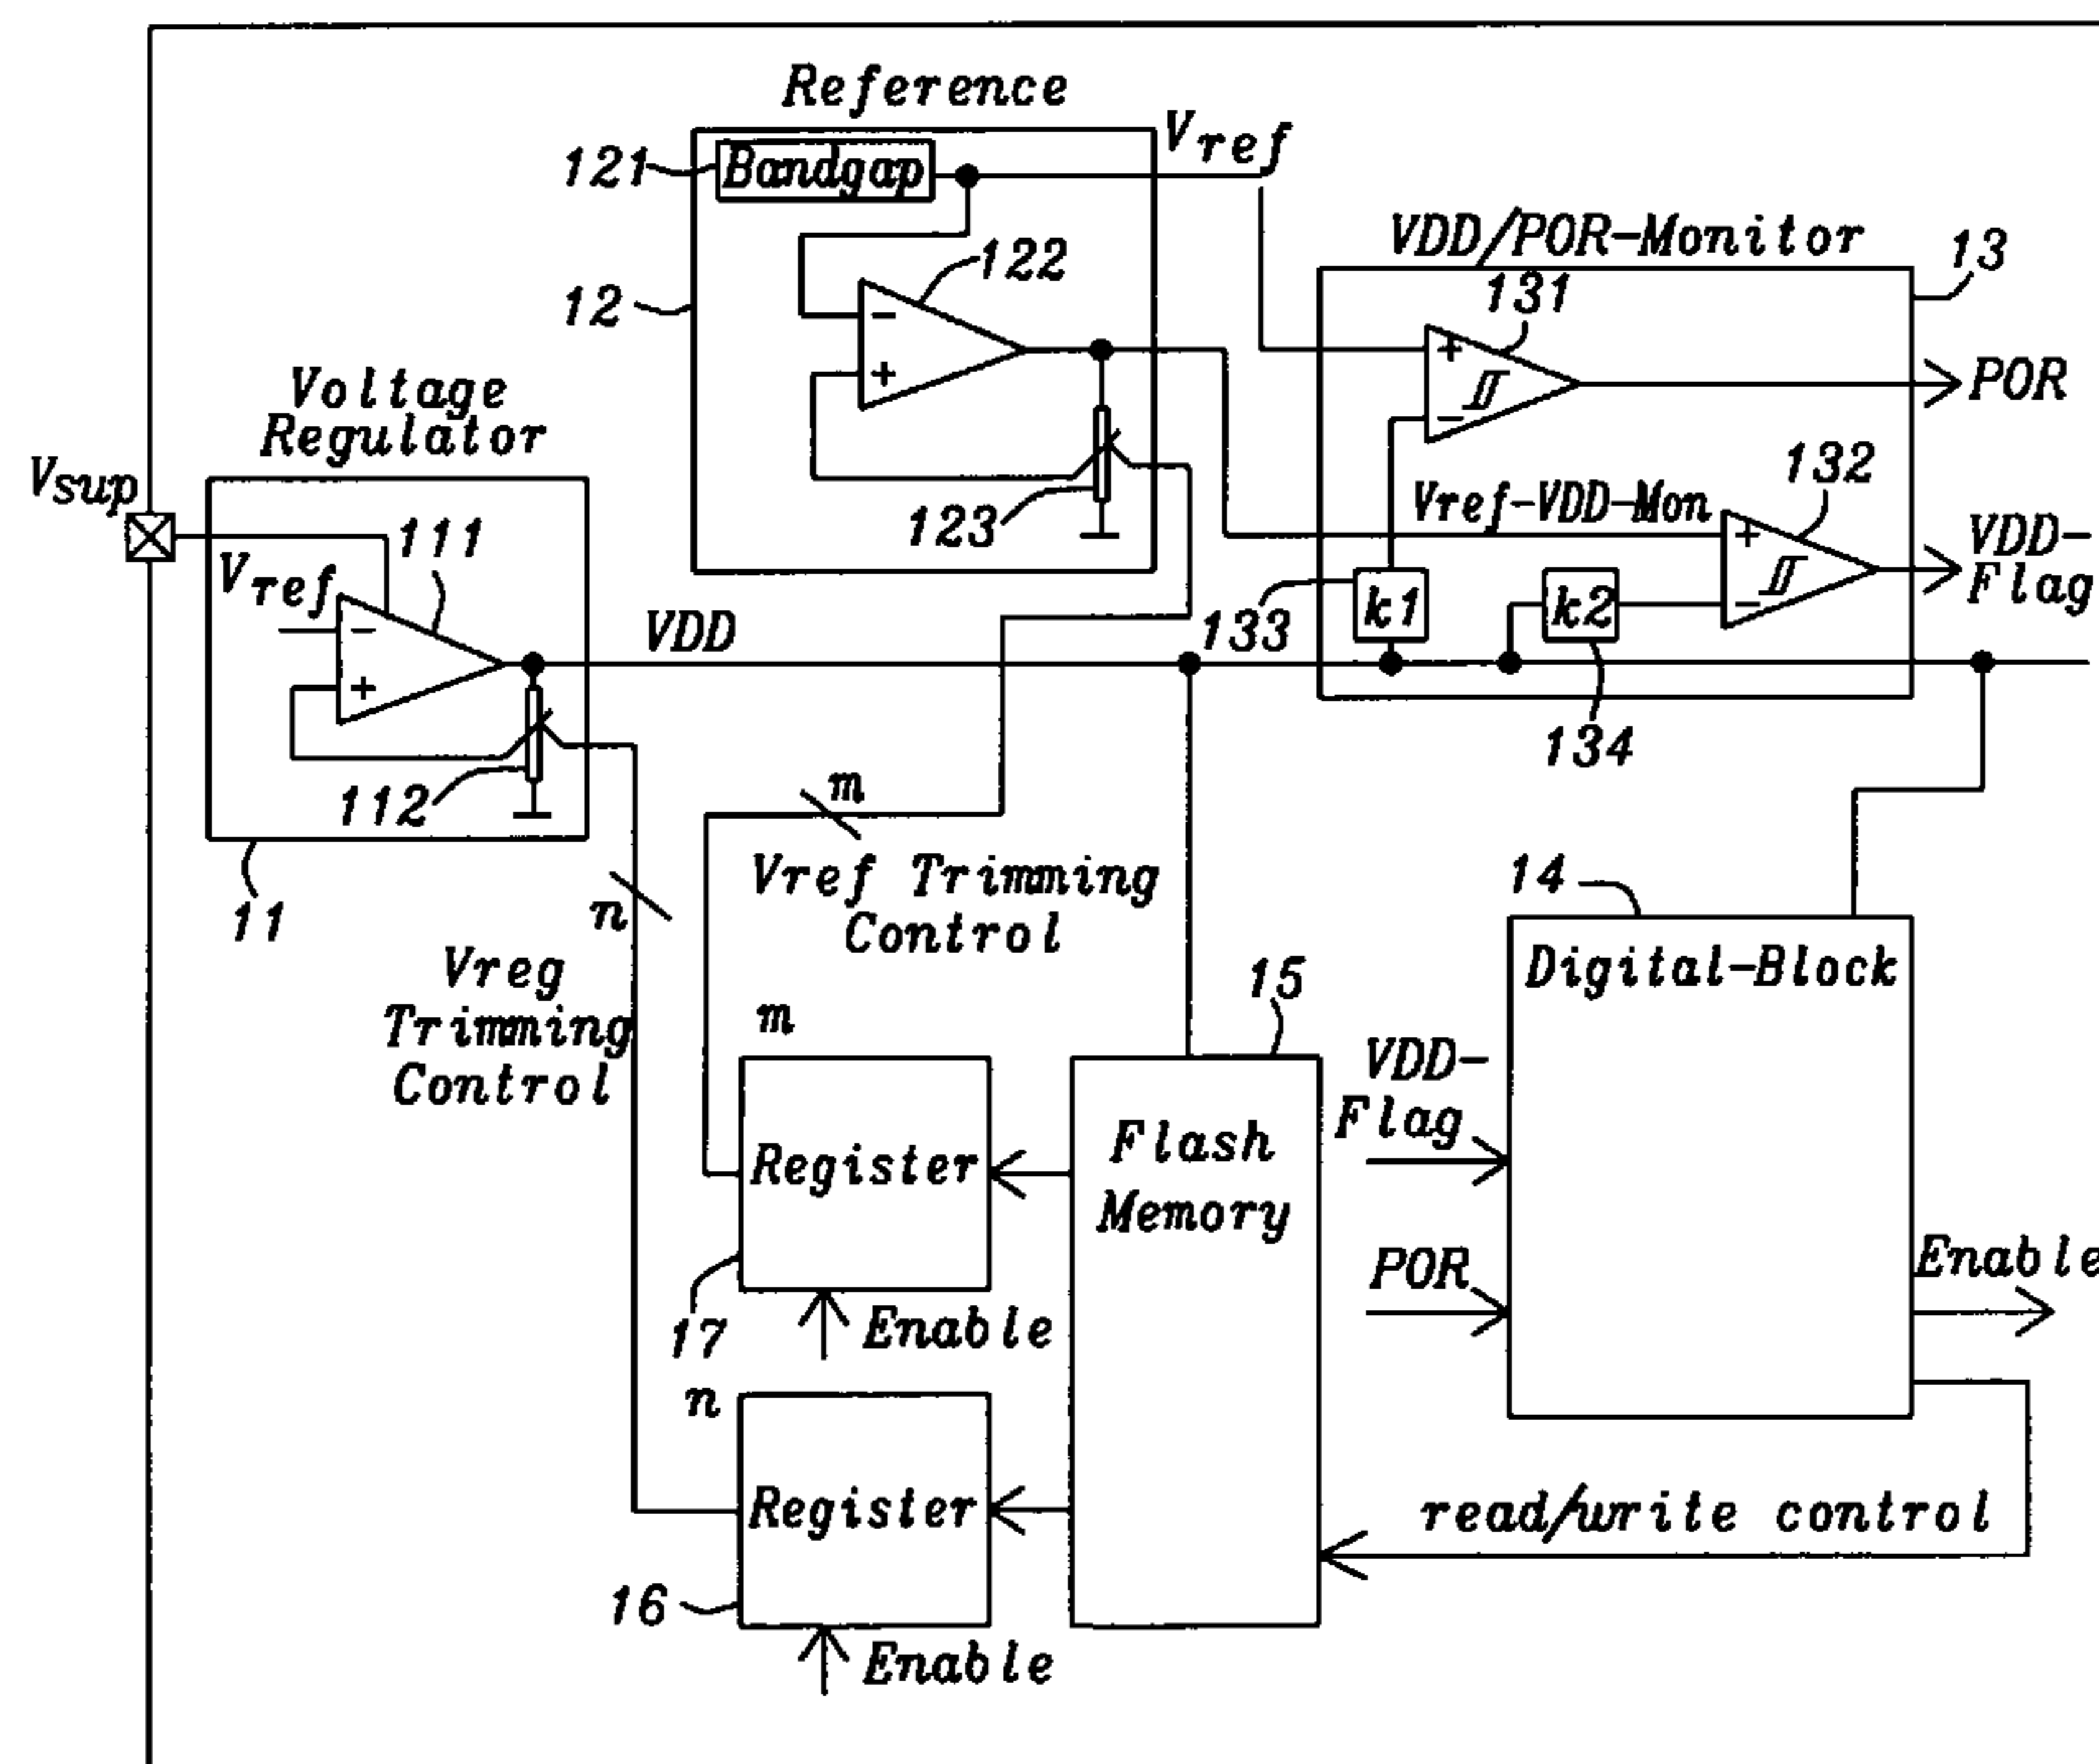 Reference
Vref
121
Bandgap
122
12
123
VDD/POR-Monitor
13
131
+
-
POR
132
Vref-VDD-Mon
+
-
VDD-
Flag
133
k1
k2
134
-
+
Voltage
Regulator
Vsup
Vref
111
-
+
112
11
VDD
m
Vref Trimming
Control
n
Vreg
Trimming
Control
14
Digital-Block
15
m
Register
17
Enable
Flash
Memory
VDD-
Flag
POR
Enable
n
Register
16
Enable
read/write control